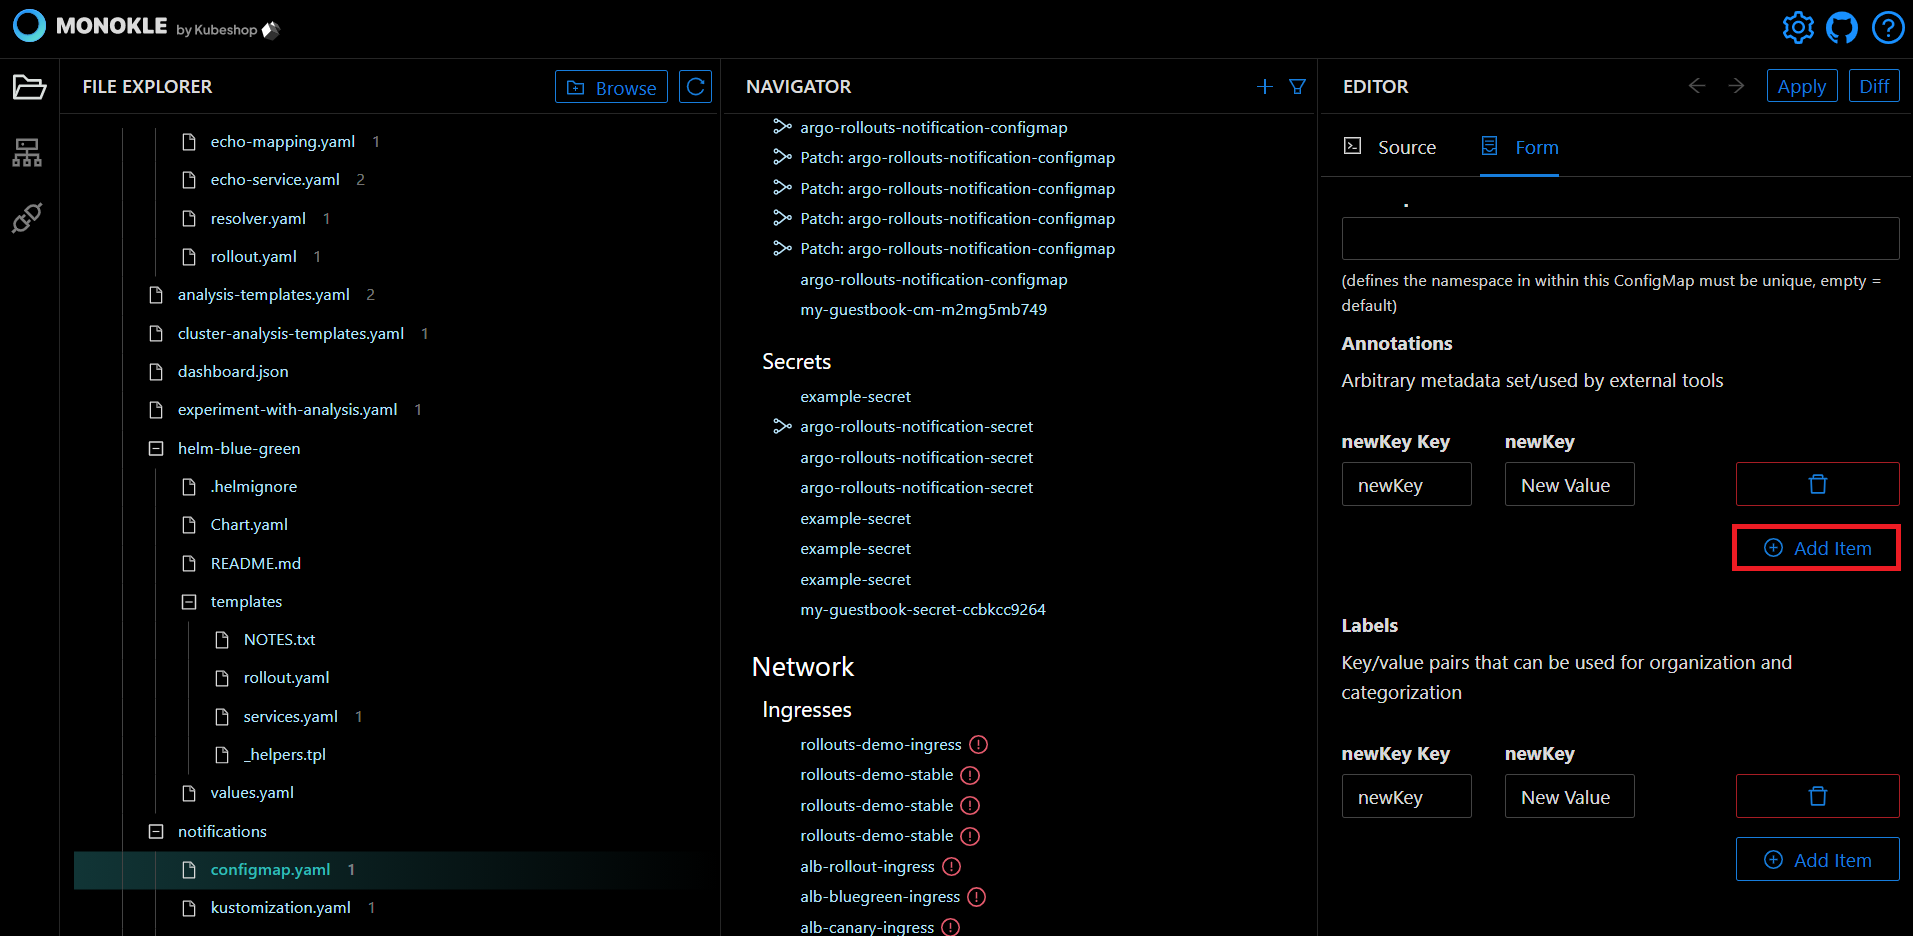 MONOKLE by Kubeshop
FILE EXPLORER
Browse
echo-mapping.yaml 1
echo-service.yaml 2
resolver.yaml 1
rollout.yaml 1
analysis-templates.yaml 2
cluster-analysis-templates.yaml 1
dashboard.json
experiment-with-analysis.yaml 1
helm-blue-green
.helmignore
Chart.yaml
README.md
templates
NOTES.txt
rollout.yaml
services.yaml 1
_helpers.tpl
values.yaml
notifications
configmap.yaml 1
kustomization.yaml 1
NAVIGATOR
argo-rollouts-notification-configmap
Patch: argo-rollouts-notification-configmap
Patch: argo-rollouts-notification-configmap
Patch: argo-rollouts-notification-configmap
Patch: argo-rollouts-notification-configmap
argo-rollouts-notification-configmap
my-guestbook-cm-m2mg5mb749
Secrets
example-secret
argo-rollouts-notification-secret
argo-rollouts-notification-secret
argo-rollouts-notification-secret
example-secret
example-secret
example-secret
my-guestbook-secret-ccbkcc9264
Network
Ingresses
rollouts-demo-ingress
rollouts-demo-stable
rollouts-demo-stable
rollouts-demo-stable
alb-rollout-ingress
alb-bluegreen-ingress
alb-canary-ingress
EDITOR
Apply Diff
Source Form
(defines the namespace in within this ConfigMap must be unique, empty =
default)
Annotations
Arbitrary metadata set/used by external tools
newKey Key newKey
newKey New Value
Add Item
Labels
Key/value pairs that can be used for organization and
categorization
newKey Key newKey
newKey New Value
Add Item